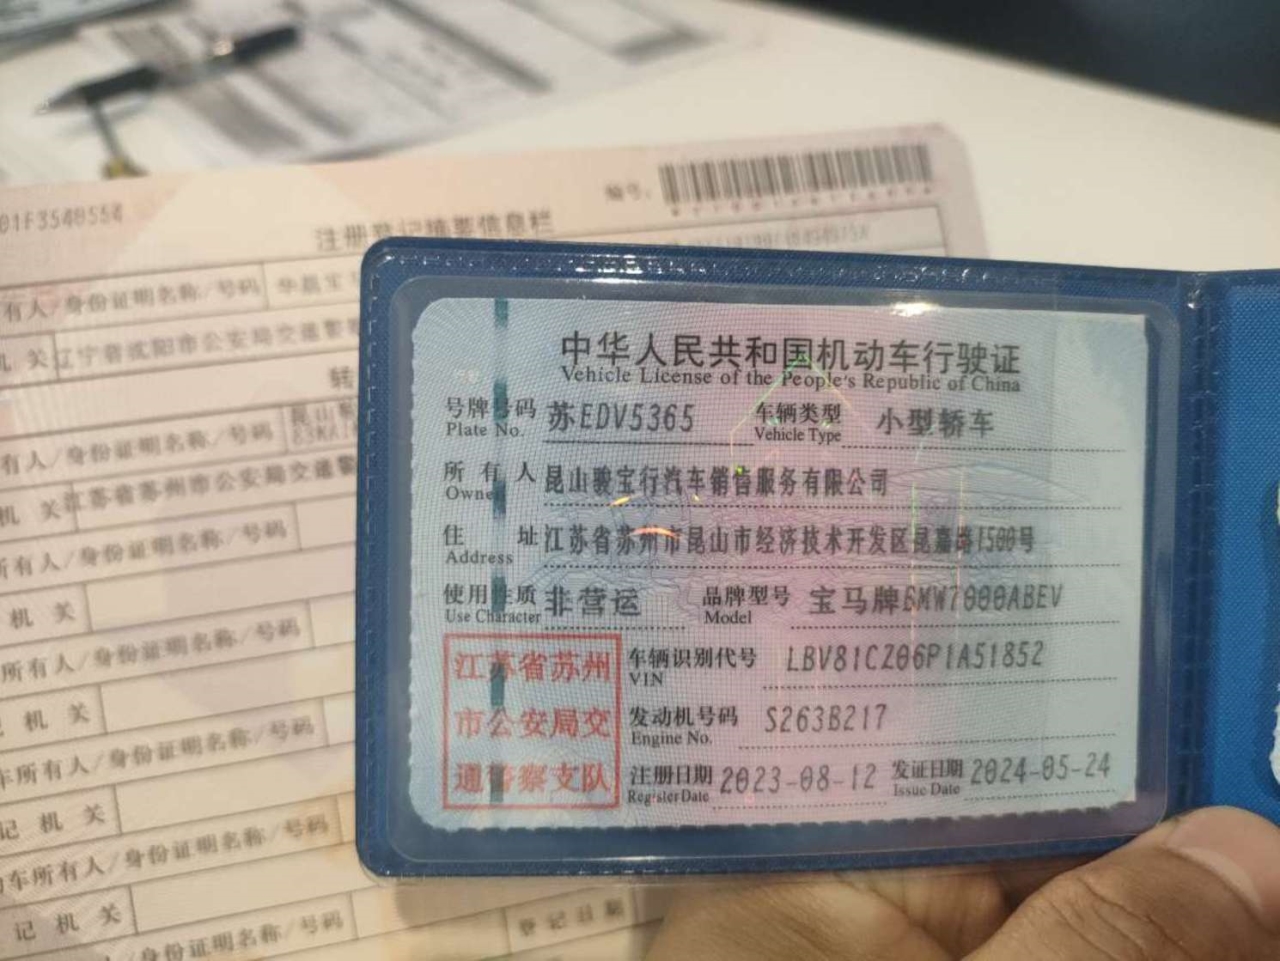 01F3540554
编号:
注册登记摘要信息栏
有人/身份证明名称/号码 华晨宝
机 关 辽宁省沈阳市公安局交通警
转
有人/身份证明名称/号码 昆山
机 关 江苏省苏州市公安局交通警
所有人/身份证明名称/号码
机 关
所有人/身份证明名称/号码
记 机 关
车所有人/身份证明名称/号码
记 机 关
动车所有人/身份证明名称/号码
记 机 关
/身份证明名称/号码 登记日期
中华人民共和国机动车行驶证
Vehicle License of the People's Republic of China
号牌号码 苏EDV5365 车辆类型 小型轿车
Plate No. Vehicle Type
所有人 昆山骏宝行汽车销售服务有限公司
Owner
住址 江苏省苏州市昆山市经济技术开发区昆嘉路1500号
Address
使用性质 非营运 品牌型号 宝马牌BMW7000ABEV
Use Character Model
江苏省苏州
市公安局交
通警察支队
车辆识别代号 LBV81CZ06P1A51852
VIN
发动机号码 S263B217
Engine No.
注册日期 2023-08-12 发证日期 2024-05-24
Register Date Issue Date